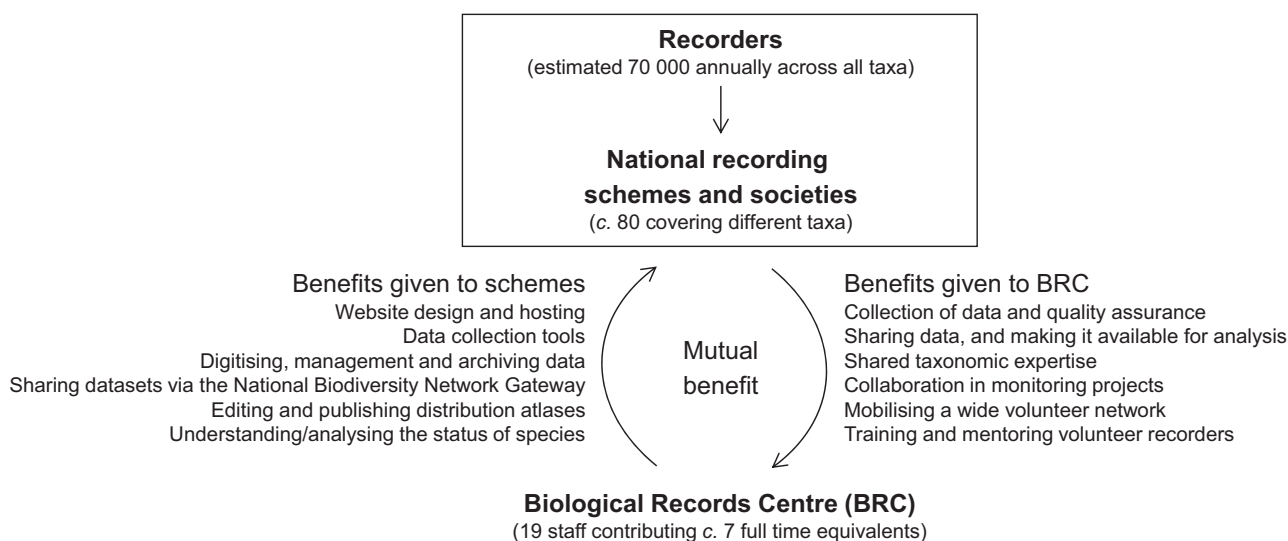 Recorders
(estimated 70 000 annually across all taxa)
National recording
schemes and societies
(c. 80 covering different taxa)
Benefits given to schemes
Website design and hosting
Data collection tools
Digitising, management and archiving data
Sharing datasets via the National Biodiversity Network Gateway
Editing and publishing distribution atlases
Understanding/analysing the status of species
Mutual
benefit
Benefits given to BRC
Collection of data and quality assurance
Sharing data, and making it available for analysis
Shared taxonomic expertise
Collaboration in monitoring projects
Mobilising a wide volunteer network
Training and mentoring volunteer recorders
Biological Records Centre (BRC)
(19 staff contributing c. 7 full time equivalents)